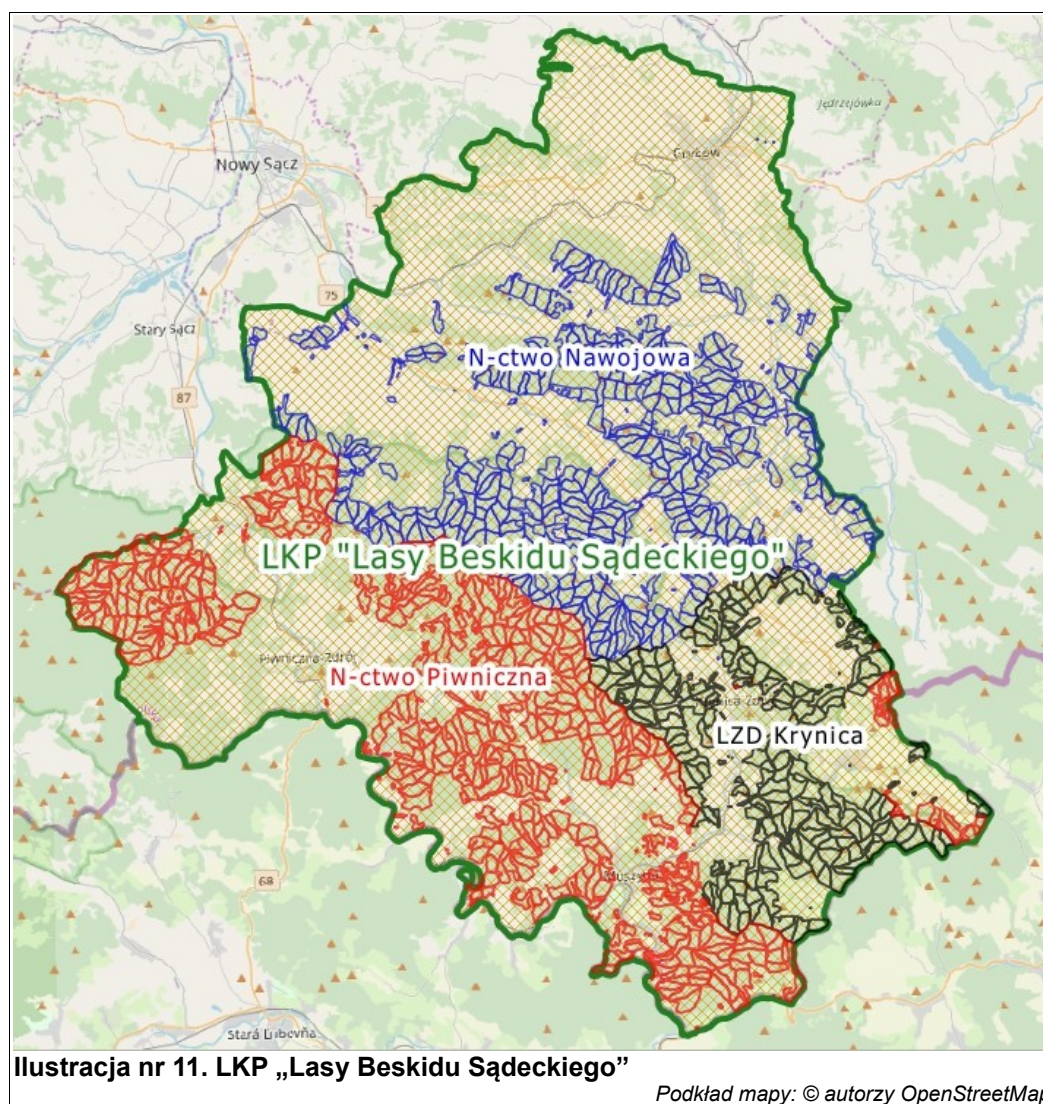 Jędrzejówka
Nowy Sącz
Grybów
75
Stary Sącz
N-ctwo Nawojowa
87
LKP "Lasy Beskidu Sądeckiego"
Piwniczna-Zdrój
N-ctwo Piwniczna
LZD Krynica
68
Muszyna
Stará Ľubovňa
Ilustracja nr 11. LKP „Lasy Beskidu Sądeckiego”
Podkład mapy: © autorzy OpenStreetMap